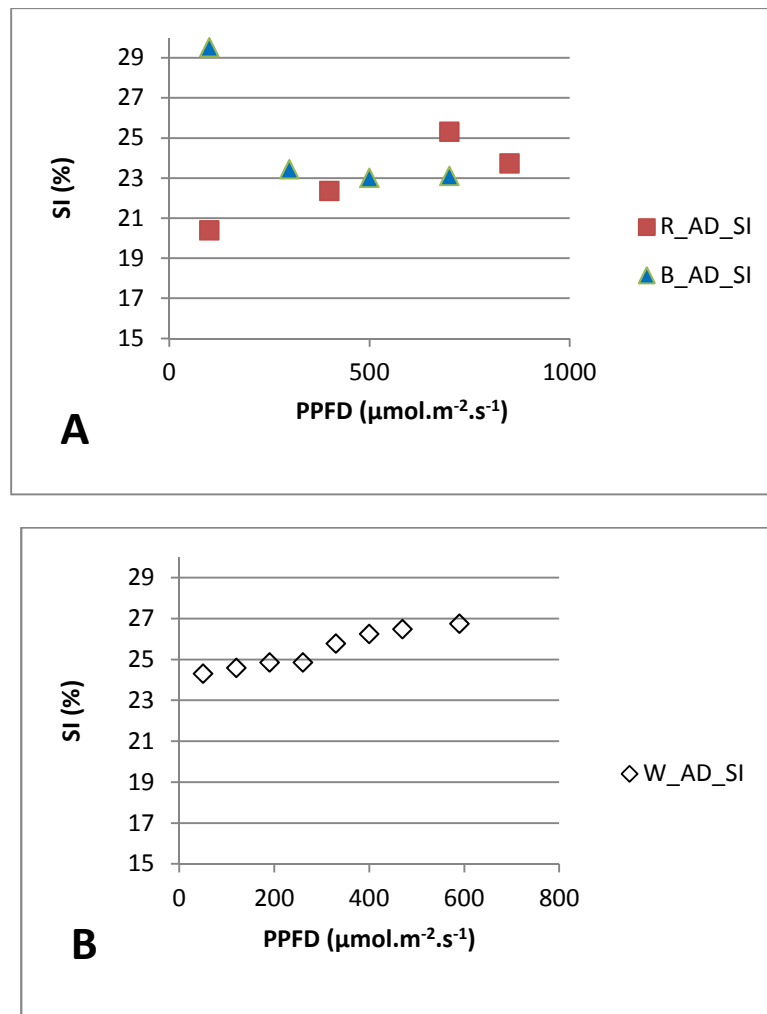 29
27
25
23
21
19
17
15
SI (%)
0
500
1000
PPFD (µmol.m⁻².s⁻¹)
R_AD_SI
B_AD_SI
A
29
27
25
23
21
19
17
15
SI (%)
0
200
400
600
800
PPFD (µmol.m⁻².s⁻¹)
W_AD_SI
B